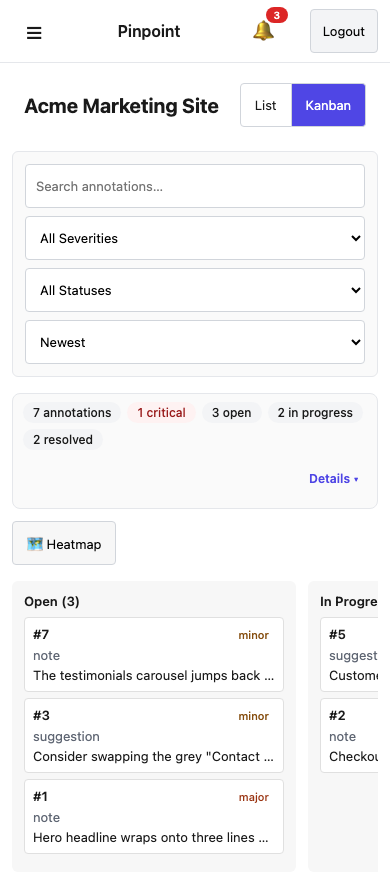 Pinpoint
3
Logout
Acme Marketing Site
List
Kanban
Search annotations...
All Severities
All Statuses
Newest
7 annotations
1 critical
3 open
2 in progress
2 resolved
Details
Heatmap
Open (3)
#7
minor
note
The testimonials carousel jumps back ...
#3
minor
suggestion
Consider swapping the grey "Contact ...
#1
major
note
Hero headline wraps onto three lines ...
In Progre
#5
suggest
Custome
#2
note
Checkou